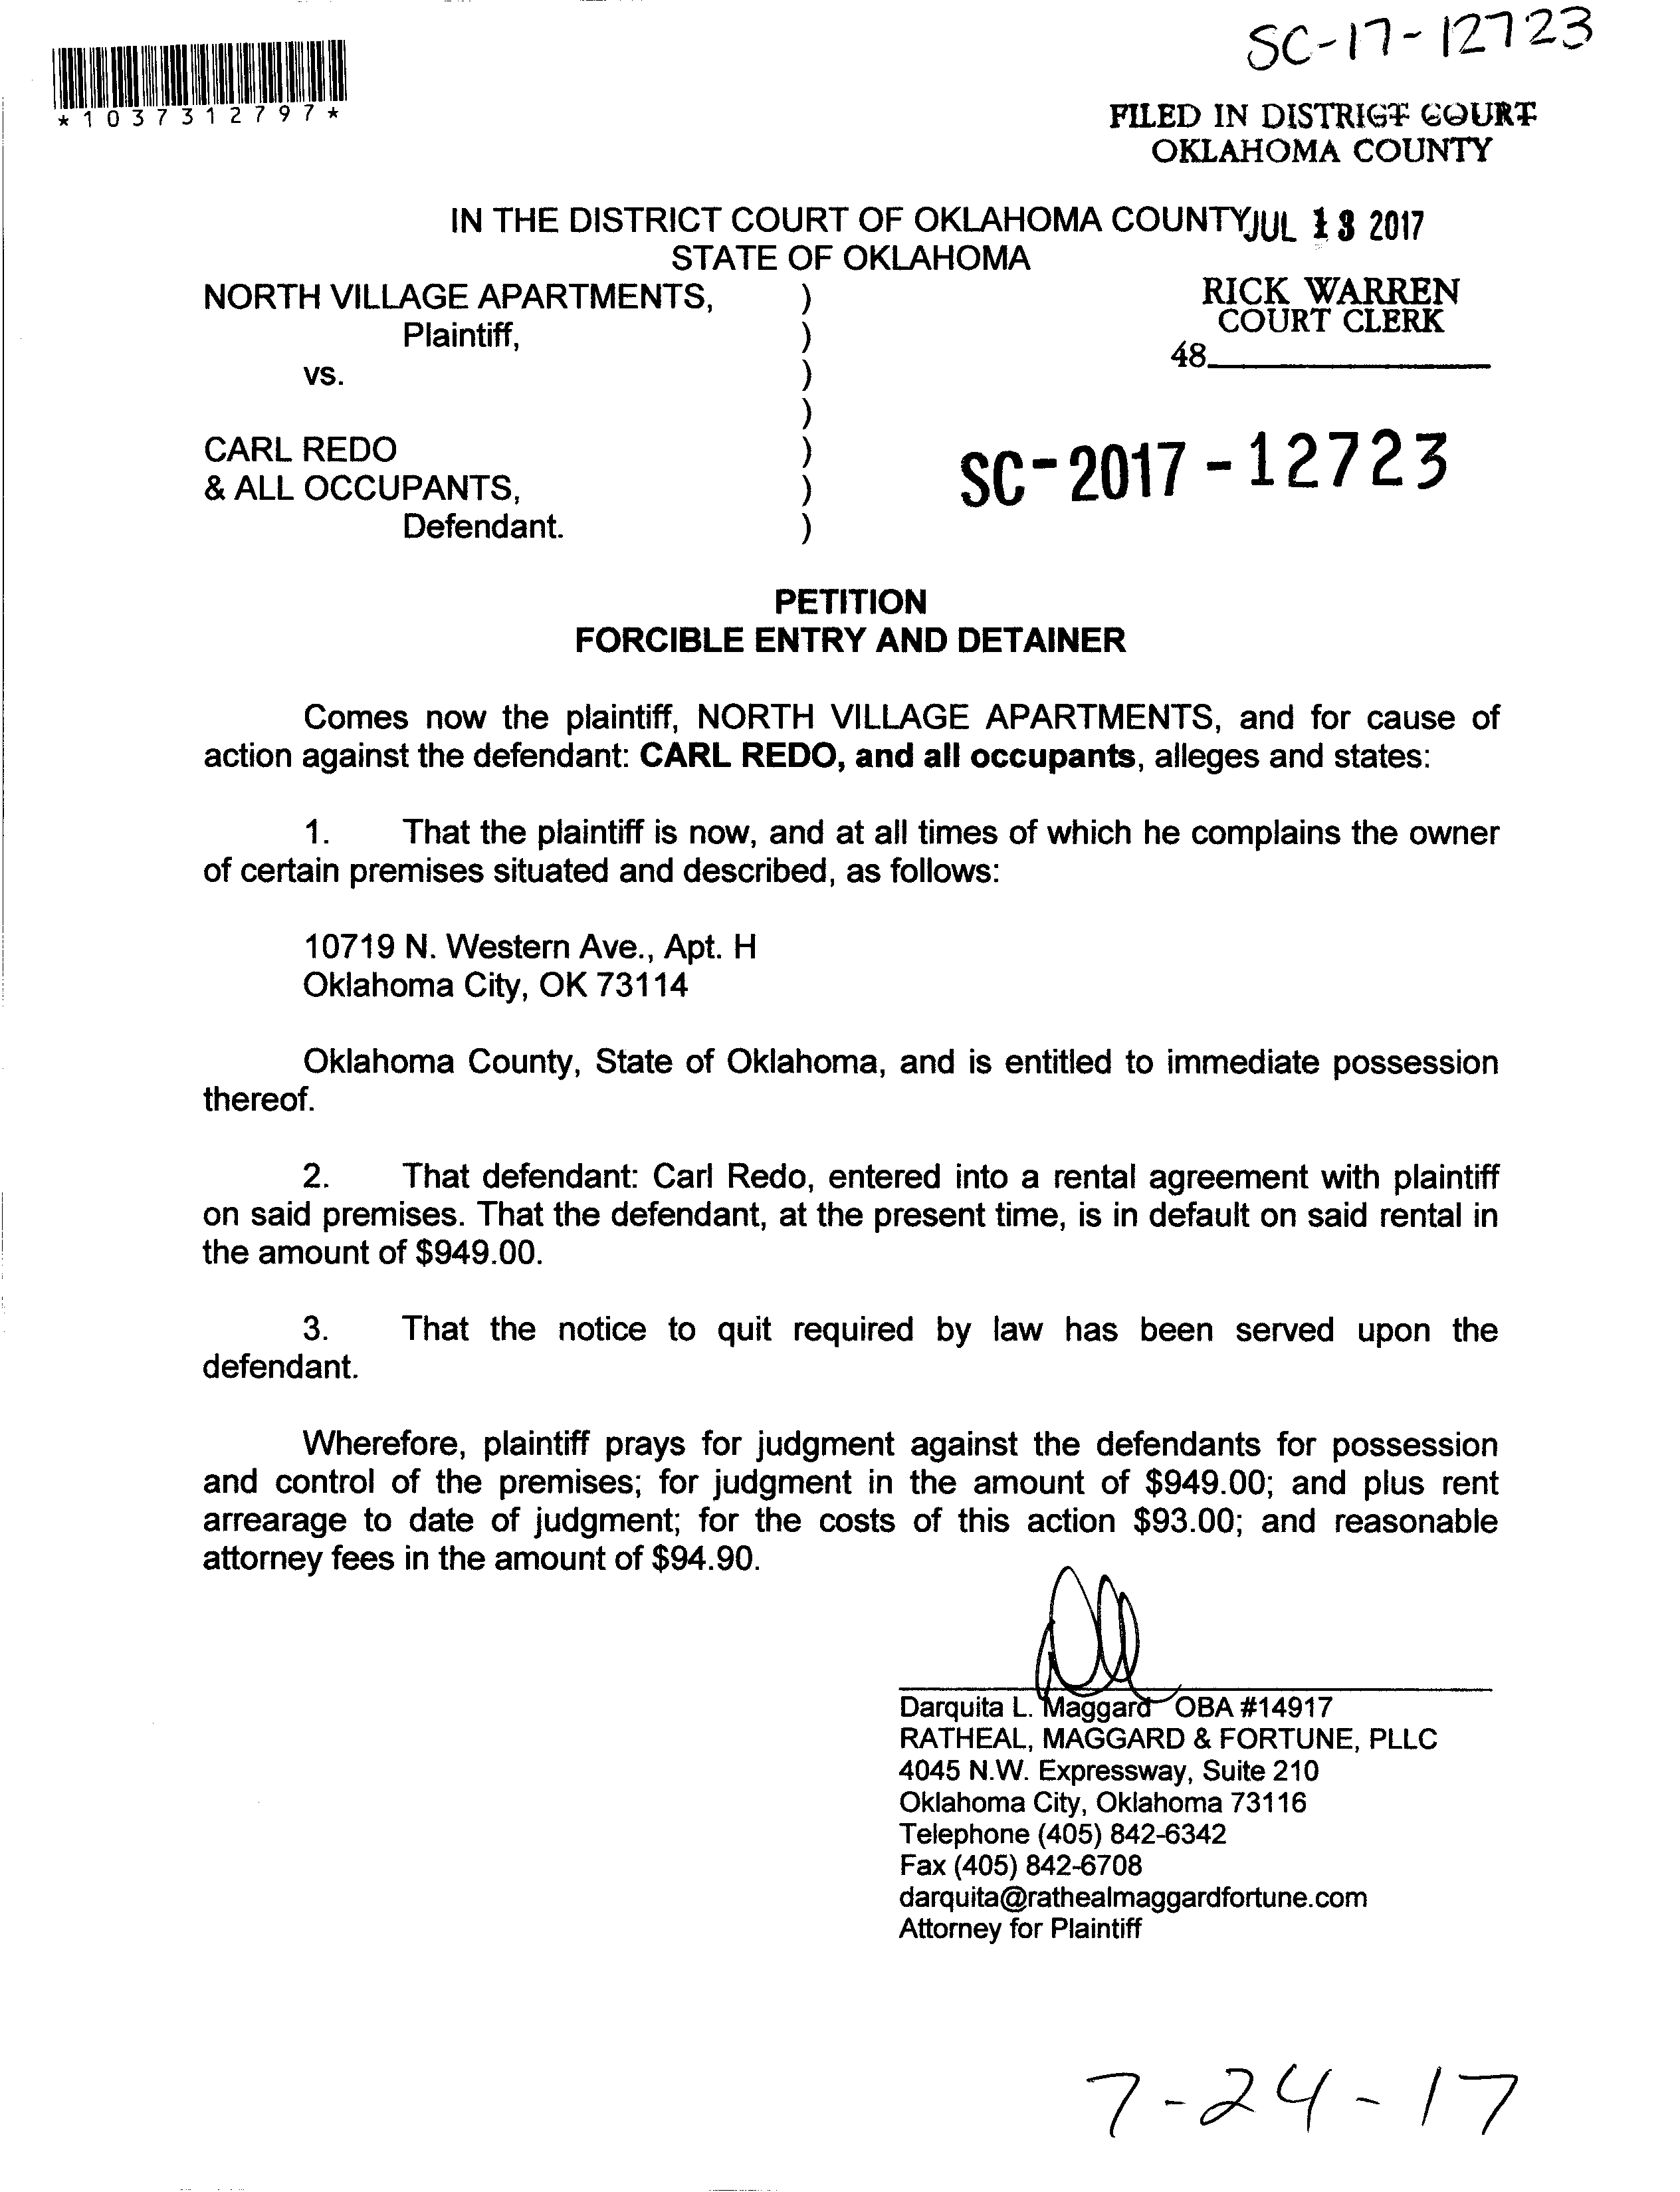 SC-17-12723
*1037312797*
FILED IN DISTRICT COURT
OKLAHOMA COUNTY
IN THE DISTRICT COURT OF OKLAHOMA COUNTY JUL 13 2017
STATE OF OKLAHOMA
NORTH VILLAGE APARTMENTS, )
Plaintiff, )
vs. )
)
CARL REDO )
& ALL OCCUPANTS, )
Defendant. )
RICK WARREN
COURT CLERK
48
SC-2017-12723
PETITION
FORCIBLE ENTRY AND DETAINER
Comes now the plaintiff, NORTH VILLAGE APARTMENTS, and for cause of
action against the defendant: CARL REDO, and all occupants, alleges and states:
1. That the plaintiff is now, and at all times of which he complains the owner
of certain premises situated and described, as follows:
10719 N. Western Ave., Apt. H
Oklahoma City, OK 73114
Oklahoma County, State of Oklahoma, and is entitled to immediate possession
thereof.
2. That defendant: Carl Redo, entered into a rental agreement with plaintiff
on said premises. That the defendant, at the present time, is in default on said rental in
the amount of $949.00.
3. That the notice to quit required by law has been served upon the
defendant.
Wherefore, plaintiff prays for judgment against the defendants for possession
and control of the premises; for judgment in the amount of $949.00; and plus rent
arrearage to date of judgment; for the costs of this action $93.00; and reasonable
attorney fees in the amount of $94.90.
Darquita L. Maggard OBA #14917
RATHEAL, MAGGARD & FORTUNE, PLLC
4045 N.W. Expressway, Suite 210
Oklahoma City, Oklahoma 73116
Telephone (405) 842-6342
Fax (405) 842-6708
darquita@rathealmaggardfortune.com
Attorney for Plaintiff
7-24-17